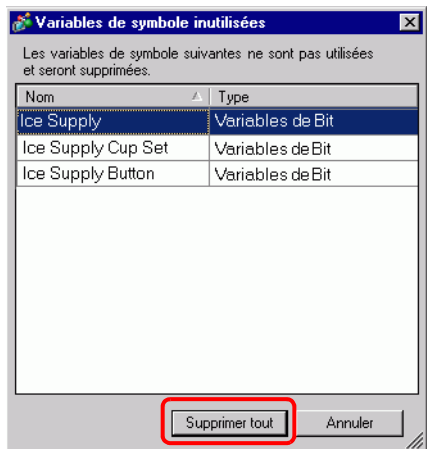 Variables de symbole inutilisées
Les variables de symbole suivantes ne sont pas utilisées
et seront supprimées.
Nom Type
Ice Supply Variables de Bit
Ice Supply Cup Set Variables de Bit
Ice Supply Button Variables de Bit
Supprimer tout Annuler